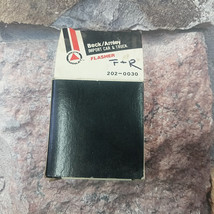 Beck/Arnley
IMPORT CAR & TRUCK
FLASHER
F-R
202-0030